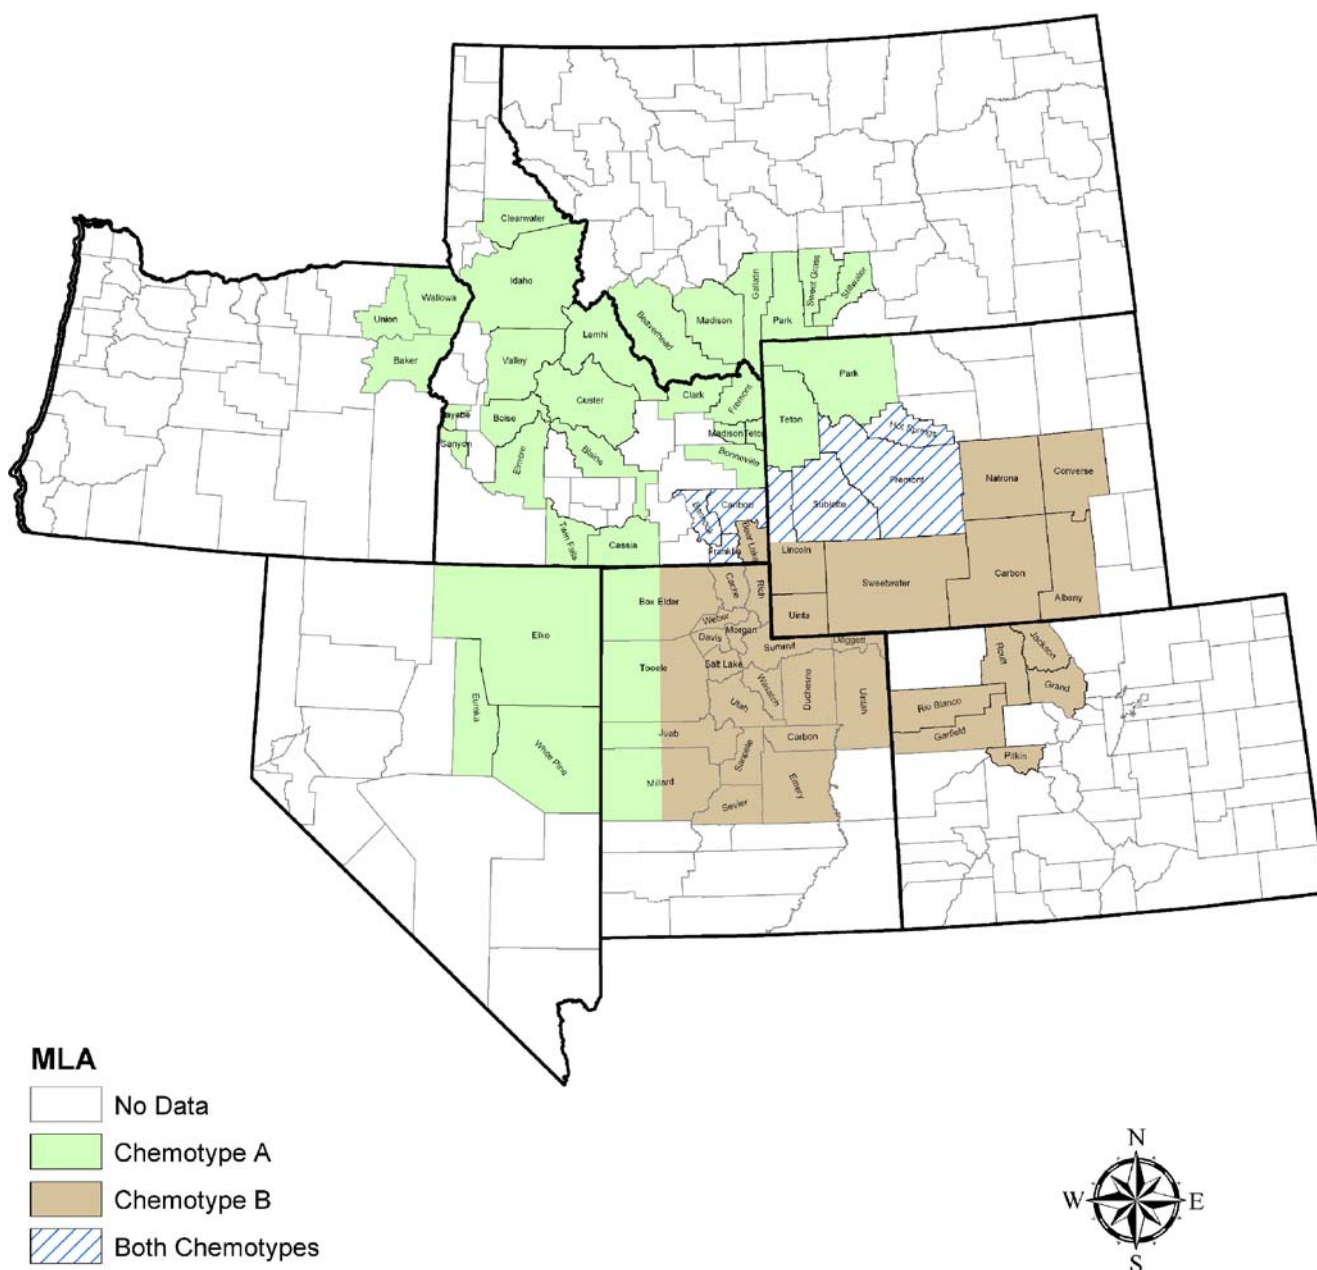 Clearwater
Idaho
Wallowa
Union
Baker
Lemhi
Valley
Custer
Boise
Payette
Canyon
Elmore
Blaine
Clark
Fremont
Madison
Teton
Bonneville
Caribou
Bannock
Franklin
Bear Lake
Twin Falls
Cassia
Beaverhead
Madison
Gallatin
Park
Sweet Grass
Stillwater
Park
Teton
Hot Springs
Fremont
Sublette
Natrona
Converse
Lincoln
Sweetwater
Carbon
Albany
Uinta
Elko
Eureka
White Pine
Box Elder
Cache
Rich
Weber
Davis
Morgan
Summit
Daggett
Tooele
Salt Lake
Wasatch
Duchesne
Uintah
Utah
Juab
Carbon
Sanpete
Millard
Emery
Sevier
Routt
Jackson
Grand
Rio Blanco
Garfield
Pitkin
MLA
No Data
Chemotype A
Chemotype B
Both Chemotypes
N
W E
S